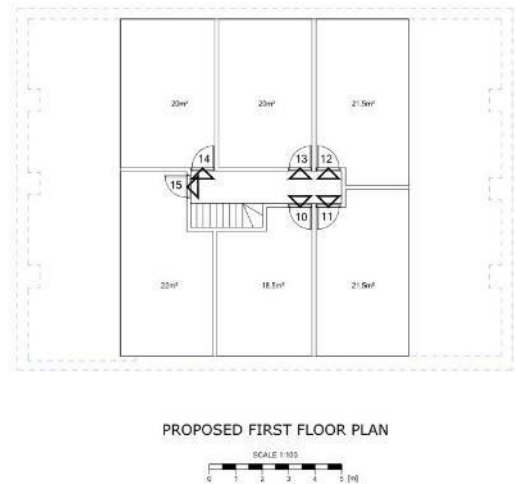 20m² 20m² 21.5m²
14 13 12
15
10 11
22m² 18.5m² 21.5m²
PROPOSED FIRST FLOOR PLAN
SCALE 1:100
0 1 2 3 4 5 [m]